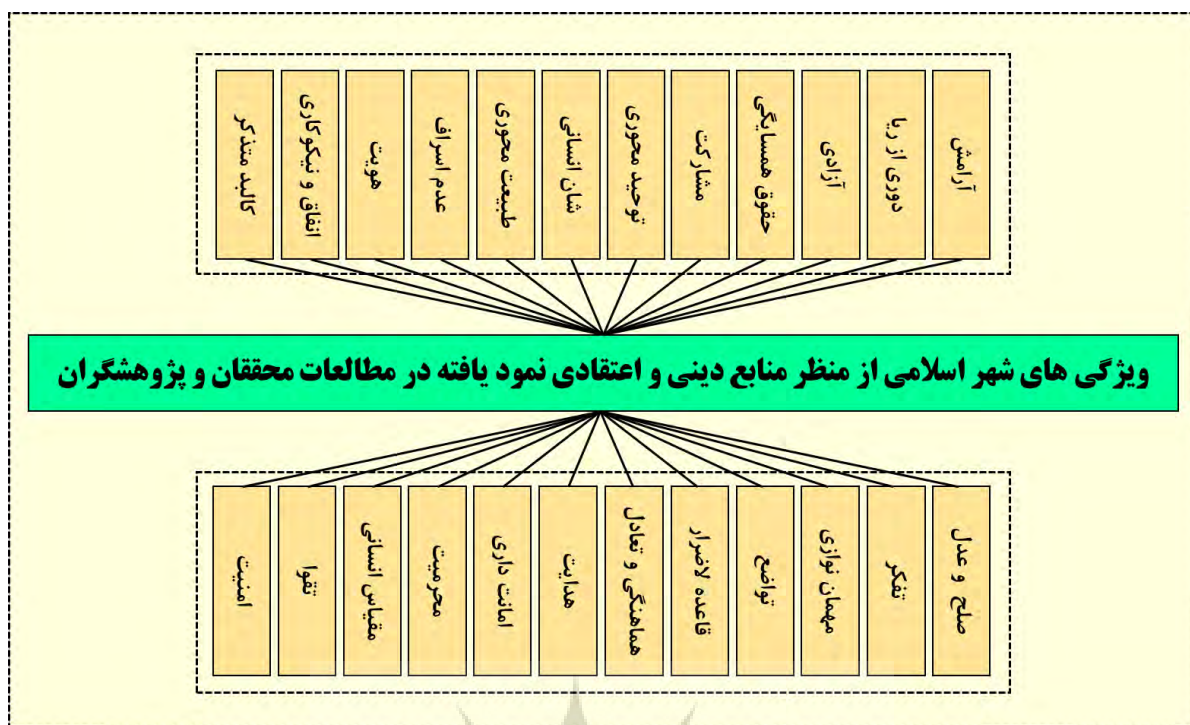 آرامش
دوری از ریا
آزادی
حقوق همسایگی
مشارکت
توحید محوری
شان انسانی
طبیعت محوری
عدم اسراف
هویت
انفاق و نیکوکاری
کالبد متذکر
ویژگی های شهر اسلامی از منظر منابع دینی و اعتقادی نمود یافته در مطالعات محققان و پژوهشگران
صلح و عدل
تفکر
مهمان نوازی
تواضع
قاعده لاضرار
هماهنگی و تعادل
هدایت
امانت داری
محرمیت
مقیاس انسانی
تقوا
امنیت